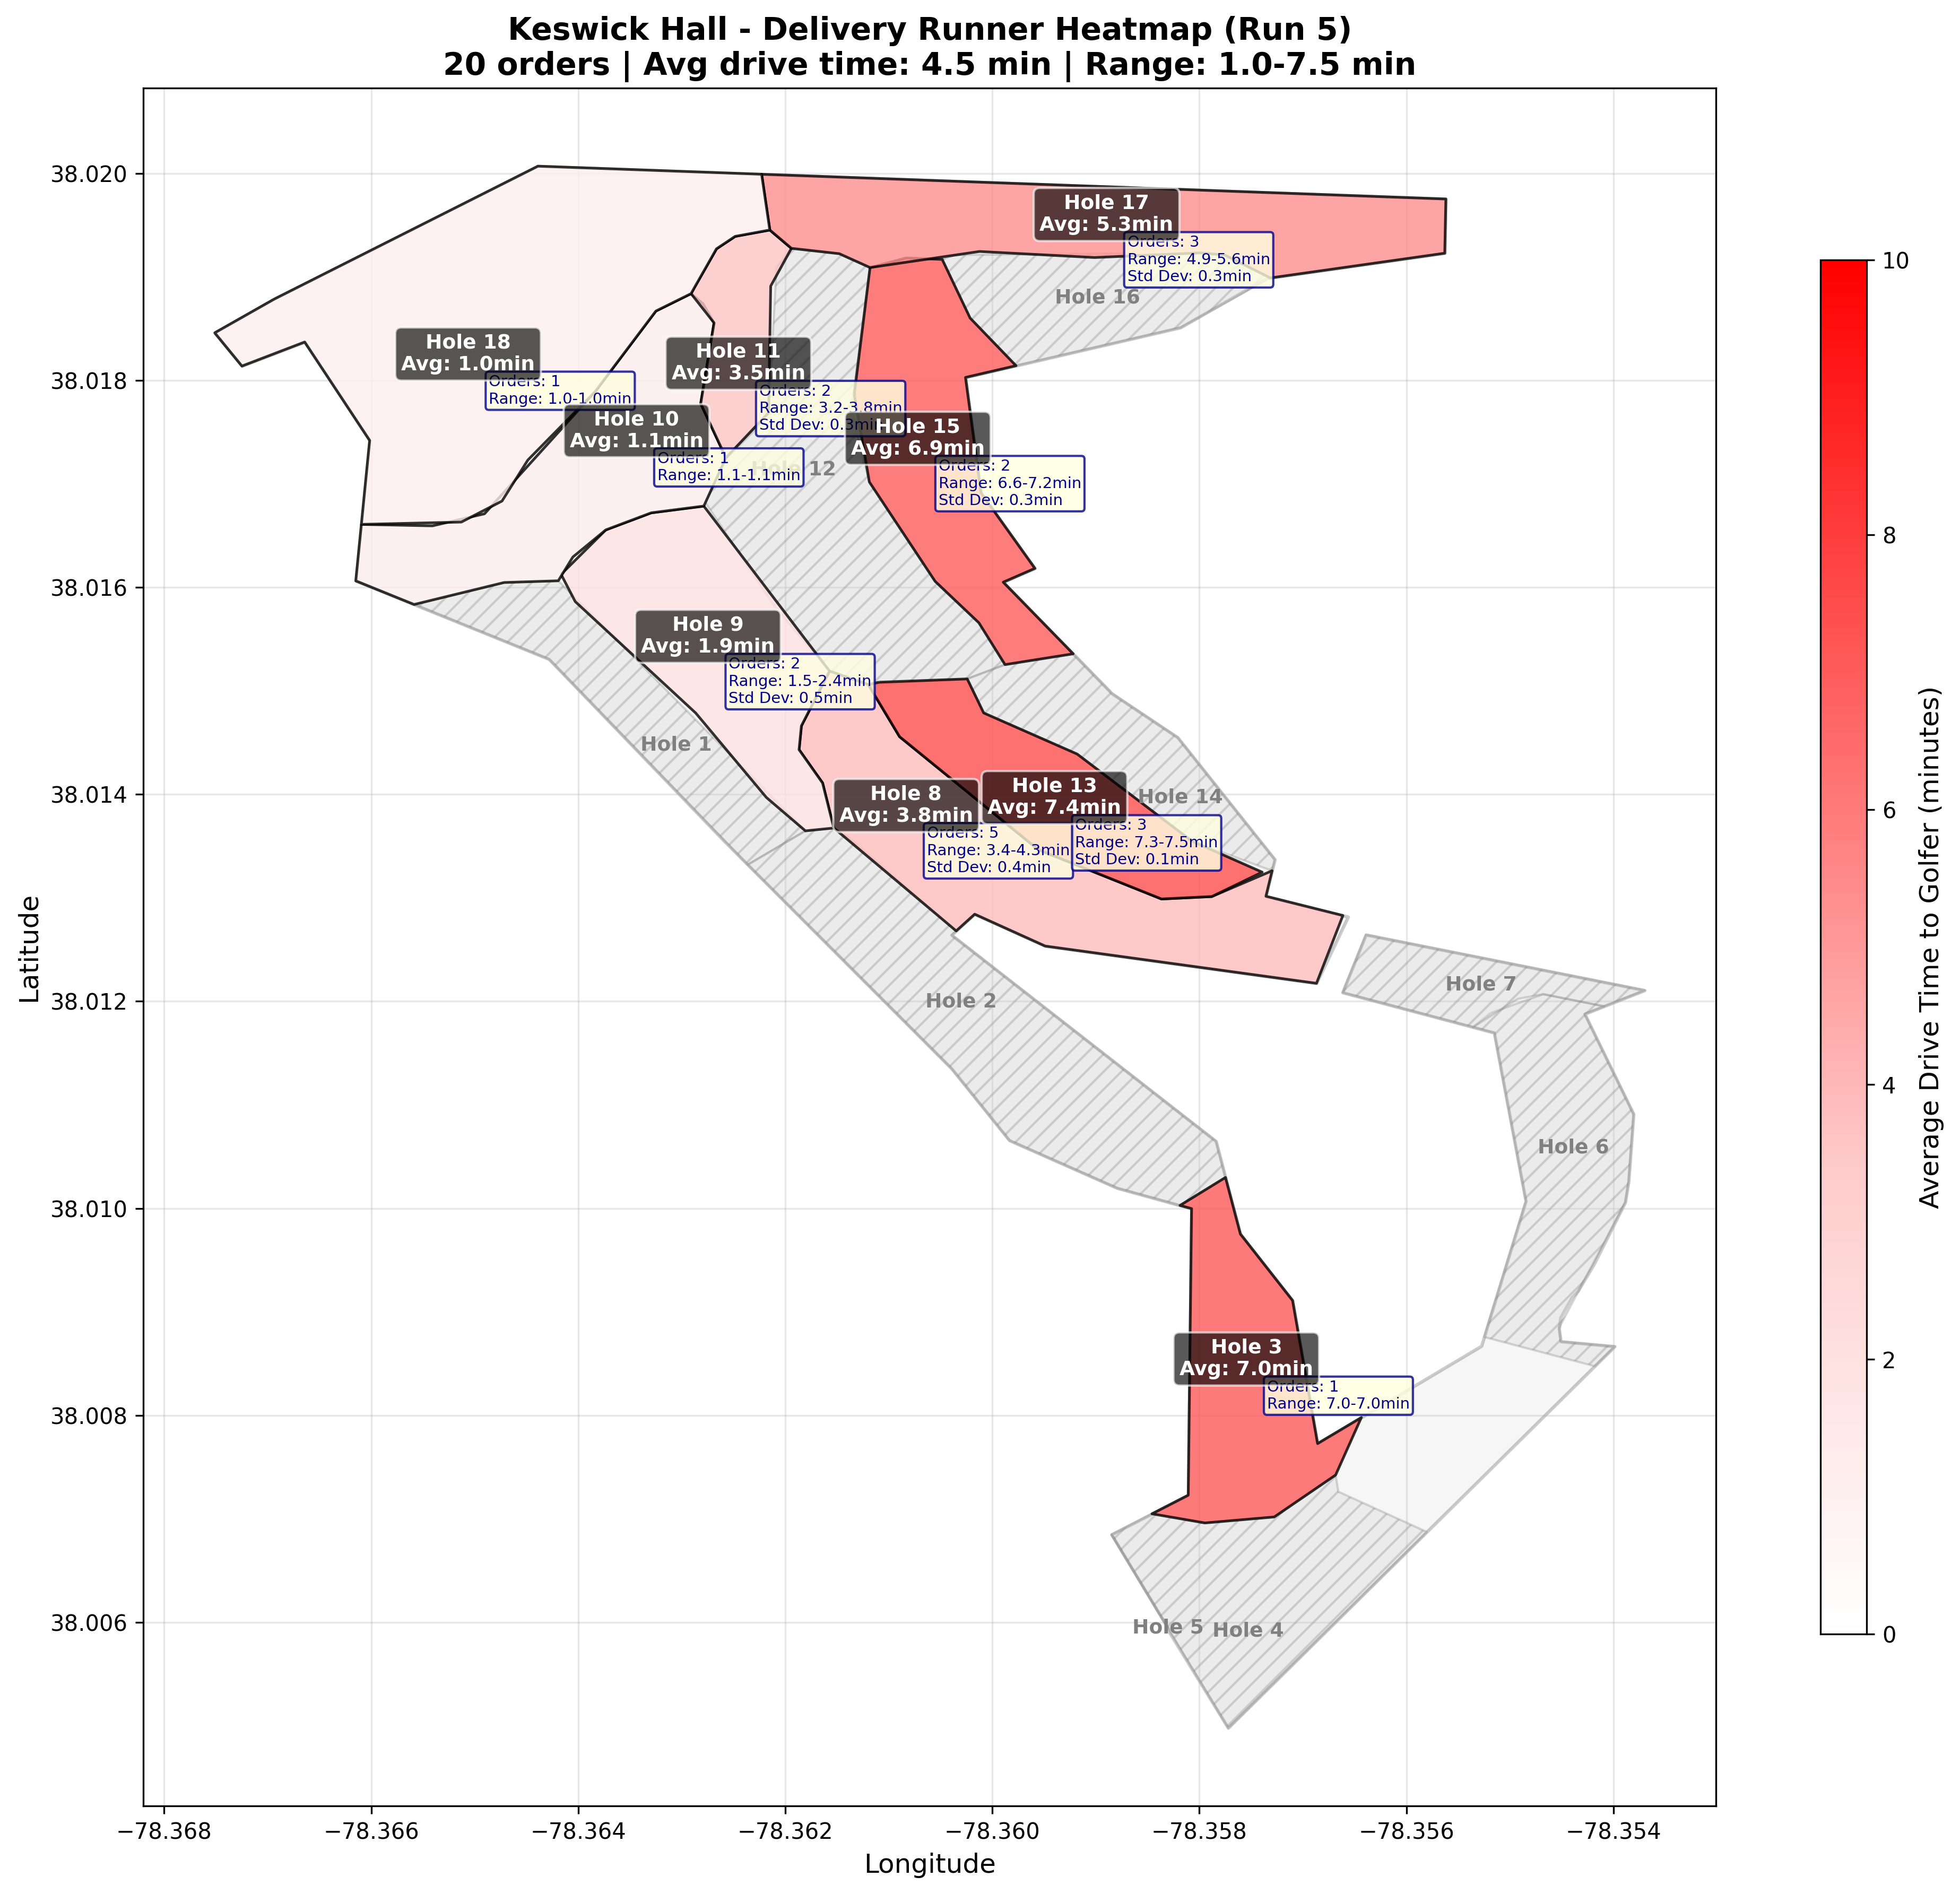 Keswick Hall - Delivery Runner Heatmap (Run 5)
20 orders | Avg drive time: 4.5 min | Range: 1.0-7.5 min
Latitude
38.020
38.018
38.016
38.014
38.012
38.010
38.008
38.006
Hole 17
Avg: 5.3min
Orders: 3
Range: 4.9-5.6min
Std Dev: 0.3min
Hole 16
Hole 18
Avg: 1.0min
Orders: 1
Range: 1.0-1.0min
Hole 11
Avg: 3.5min
Orders: 2
Range: 3.2-3.8min
Std Dev: 0.3min
Hole 10
Avg: 1.1min
Orders: 1
Range: 1.1-1.1min
Hole 12
Hole 15
Avg: 6.9min
Orders: 2
Range: 6.6-7.2min
Std Dev: 0.3min
Hole 9
Avg: 1.9min
Orders: 2
Range: 1.5-2.4min
Std Dev: 0.5min
Hole 1
Hole 8
Avg: 3.8min
Orders: 5
Range: 3.4-4.3min
Std Dev: 0.4min
Hole 13
Avg: 7.4min
Orders: 3
Range: 7.3-7.5min
Std Dev: 0.1min
Hole 14
Hole 2
Hole 7
Hole 6
Hole 3
Avg: 7.0min
Orders: 1
Range: 7.0-7.0min
Hole 5
Hole 4
−78.368
−78.366
−78.364
−78.362
−78.360
−78.358
−78.356
−78.354
Longitude
10
8
6
4
2
0
Average Drive Time to Golfer (minutes)